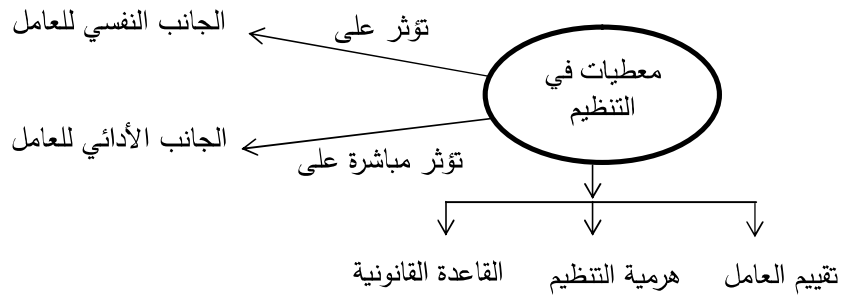 الجانب النفسي للعامل
تؤثر على
معطيات في
التنظيم
الجانب الأدائي للعامل
تؤثر مباشرة على
تقييم العامل
هرمية التنظيم
القاعدة القانونية